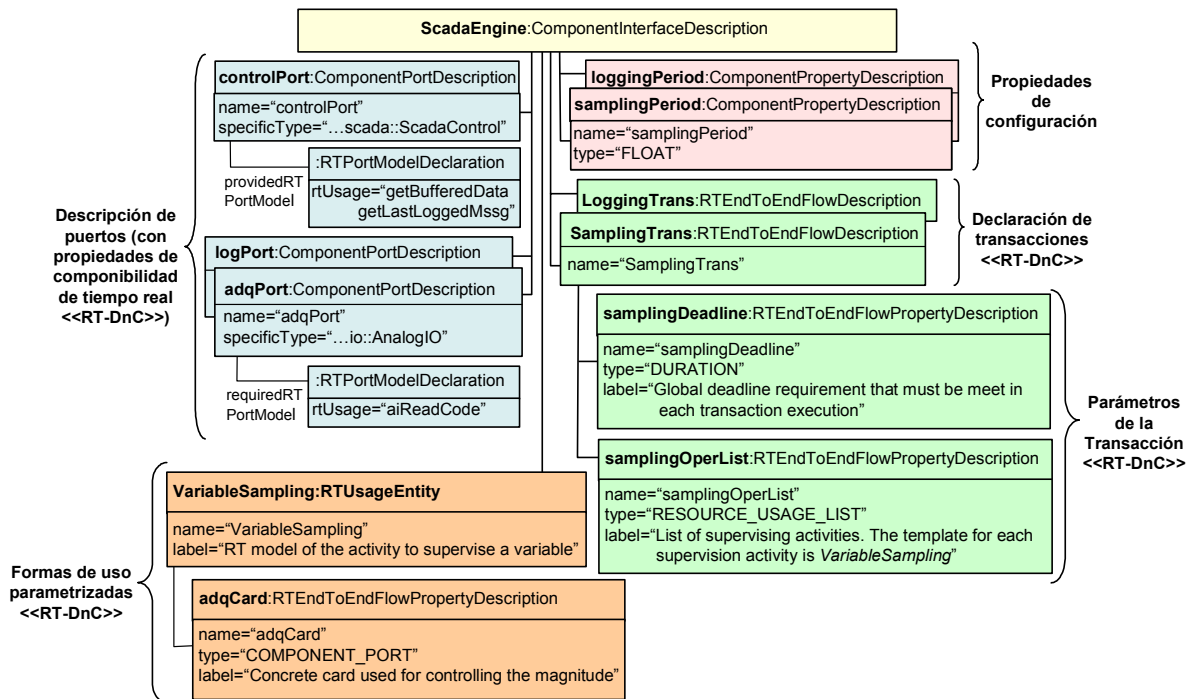 ScadaEngine:ComponentInterfaceDescription
controlPort:ComponentPortDescription
name=“controlPort”
specificType=“…scada::ScadaControl”
:RTPortModelDeclaration
providedRT
PortModel
rtUsage=“getBufferedData
getLastLoggedMssg”
logPort:ComponentPortDescription
adqPort:ComponentPortDescription
name=“adqPort”
specificType=“…io::AnalogIO”
:RTPortModelDeclaration
requiredRT
PortModel
rtUsage=“aiReadCode”
Descripción de
puertos (con
propiedades de
componibilidad
de tiempo real
<<RT-DnC>>)
loggingPeriod:ComponentPropertyDescription
samplingPeriod:ComponentPropertyDescription
name=“samplingPeriod”
type=“FLOAT”
Propiedades
de
configuración
LoggingTrans:RTEndToEndFlowDescription
SamplingTrans:RTEndToEndFlowDescription
name=“SamplingTrans”
Declaración de
transacciones
<<RT-DnC>>
samplingDeadline:RTEndToEndFlowPropertyDescription
name=“samplingDeadline”
type=“DURATION”
label=“Global deadline requirement that must be meet in
each transaction execution”
samplingOperList:RTEndToEndFlowPropertyDescription
name=“samplingOperList”
type=“RESOURCE_USAGE_LIST”
label=“List of supervising activities. The template for each
supervision activity is VariableSampling”
Parámetros
de la
Transacción
<<RT-DnC>>
VariableSampling:RTUsageEntity
name=“VariableSampling”
label=“RT model of the activity to supervise a variable”
adqCard:RTEndToEndFlowPropertyDescription
name=“adqCard”
type=“COMPONENT_PORT”
label=“Concrete card used for controlling the magnitude”
Formas de uso
parametrizadas
<<RT-DnC>>